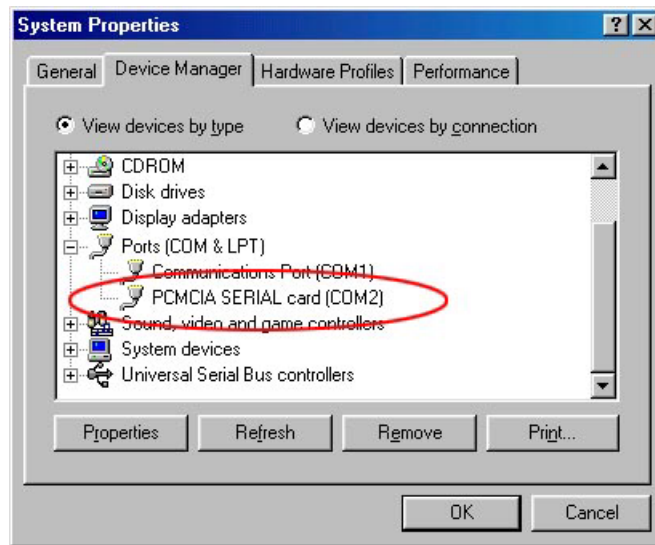 System Properties
General Device Manager Hardware Profiles Performance
View devices by type View devices by connection
CDROM
Disk drives
Display adapters
Ports (COM & LPT)
Communications Port (COM1)
PCMCIA SERIAL card (COM2)
Sound, video and game controllers
System devices
Universal Serial Bus controllers
Properties Refresh Remove Print...
OK Cancel